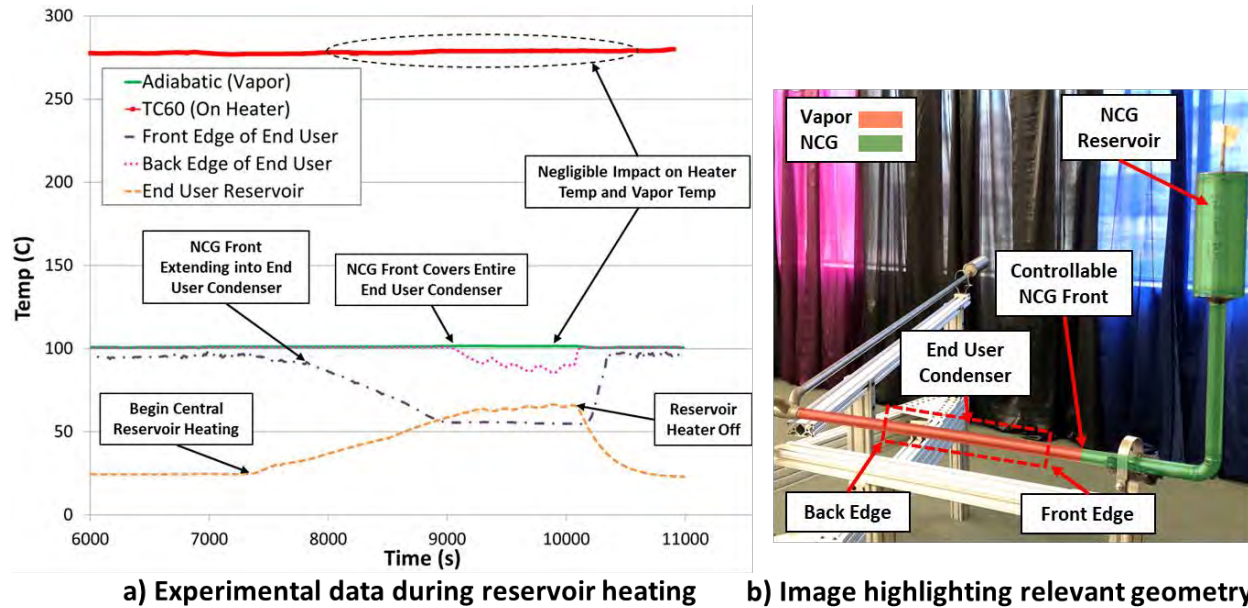 300
250
200
150
100
50
0
Temp (C)
Adiabatic (Vapor)
TC60 (On Heater)
Front Edge of End User
Back Edge of End User
End User Reservoir
Negligible Impact on Heater
Temp and Vapor Temp
NCG Front
Extending into End
User Condenser
NCG Front Covers Entire
End User Condenser
Begin Central
Reservoir Heating
Reservoir
Heater Off
6000
7000
8000
9000
10000
11000
Time (s)
a) Experimental data during reservoir heating
Vapor
NCG
NCG
Reservoir
Controllable
NCG Front
End User
Condenser
Back Edge
Front Edge
b) Image highlighting relevant geometry